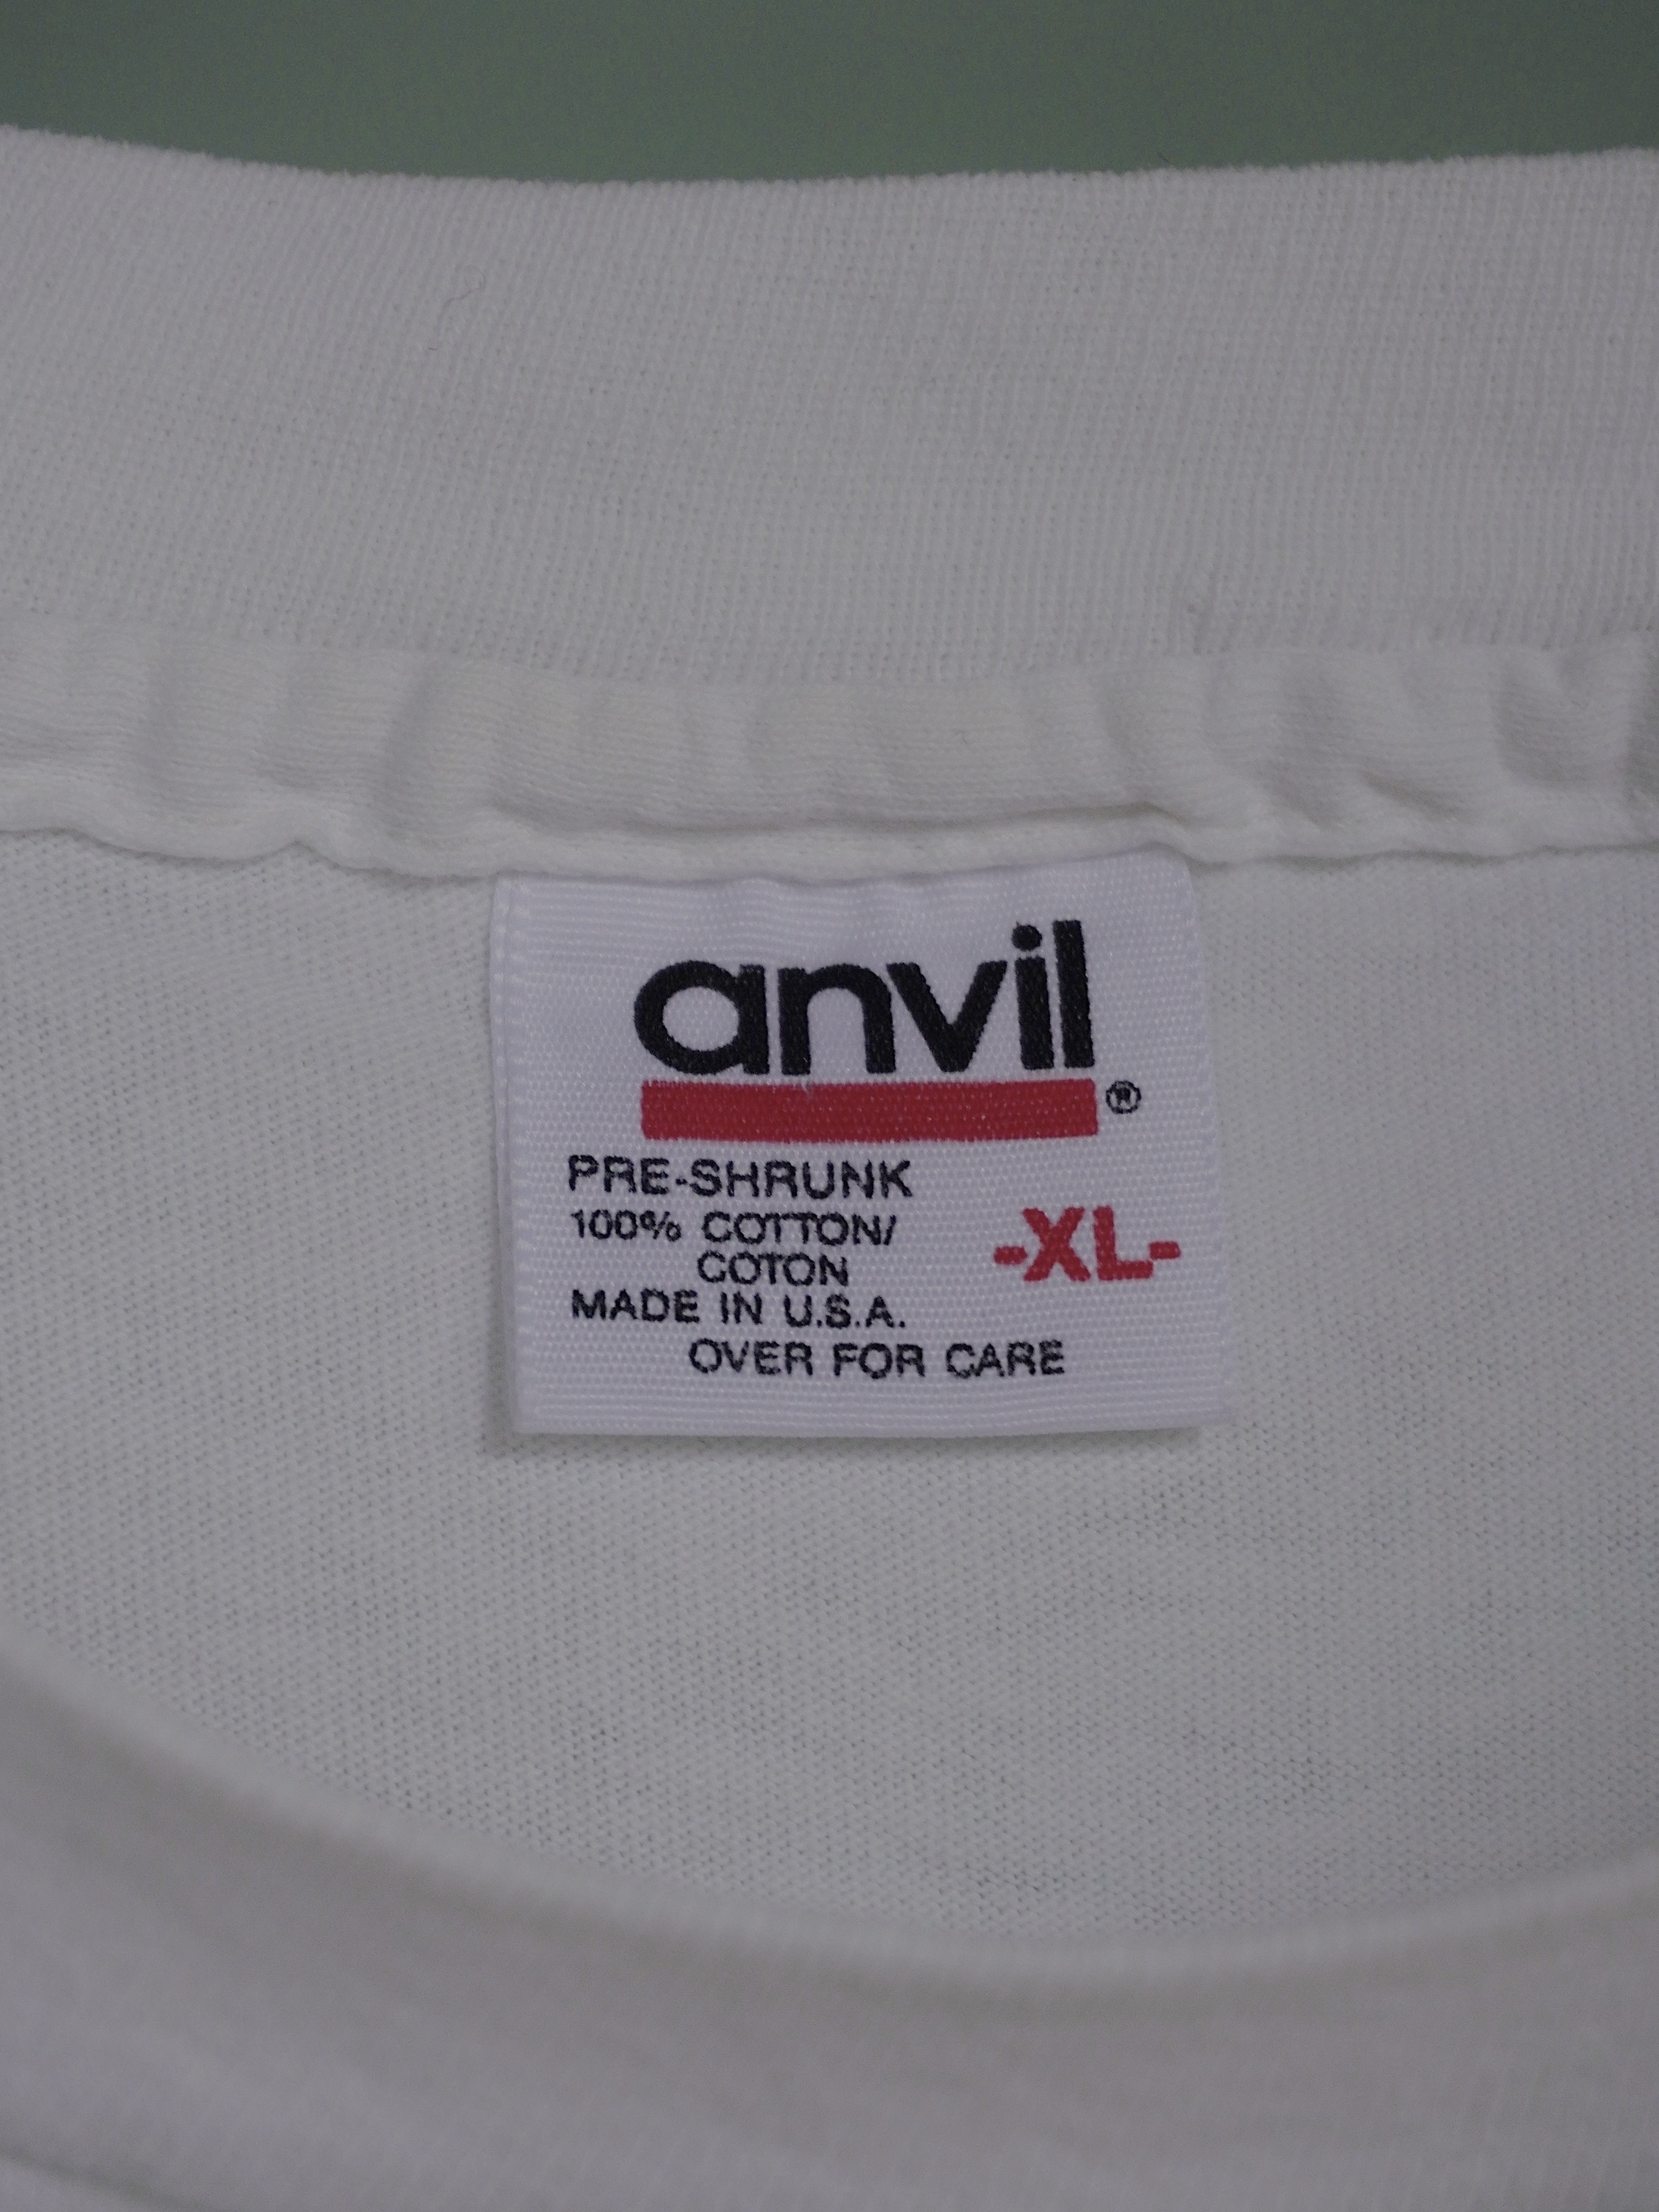 anvil®
PRE-SHRUNK
100% COTTON/
COTON
-XL-
MADE IN U.S.A.
OVER FOR CARE